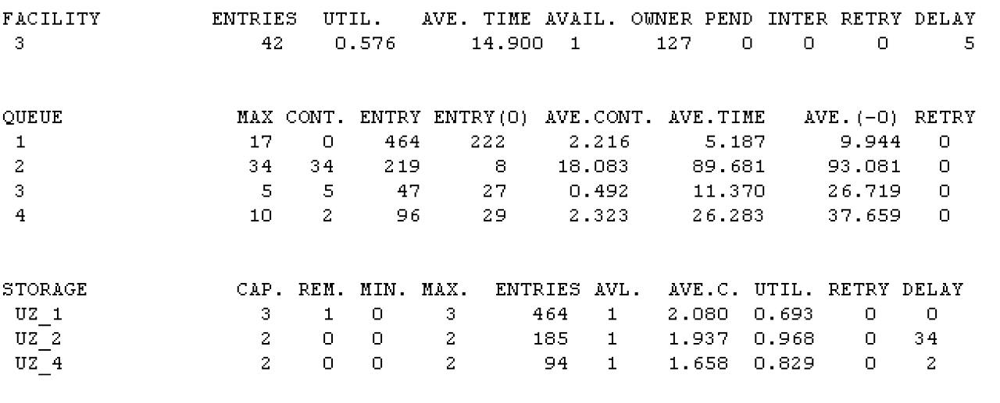 FACILITY ENTRIES UTIL. AVE. TIME AVAIL. OWNER PEND INTER RETRY DELAY
3 42 0.576 14.900 1 127 0 0 0 5
QUEUE MAX CONT. ENTRY ENTRY(0) AVE.CONT. AVE.TIME AVE.(-0) RETRY
1 17 0 464 222 2.216 5.187 9.944 0
2 34 34 219 8 18.083 89.681 93.081 0
3 5 5 47 27 0.492 11.370 26.719 0
4 10 2 96 29 2.323 26.283 37.659 0
STORAGE CAP. REM. MIN. MAX. ENTRIES AVL. AVE.C. UTIL. RETRY DELAY
UZ_1 3 1 0 3 464 1 2.080 0.693 0 0
UZ_2 2 0 0 2 185 1 1.937 0.968 0 34
UZ_4 2 0 0 2 94 1 1.658 0.829 0 2